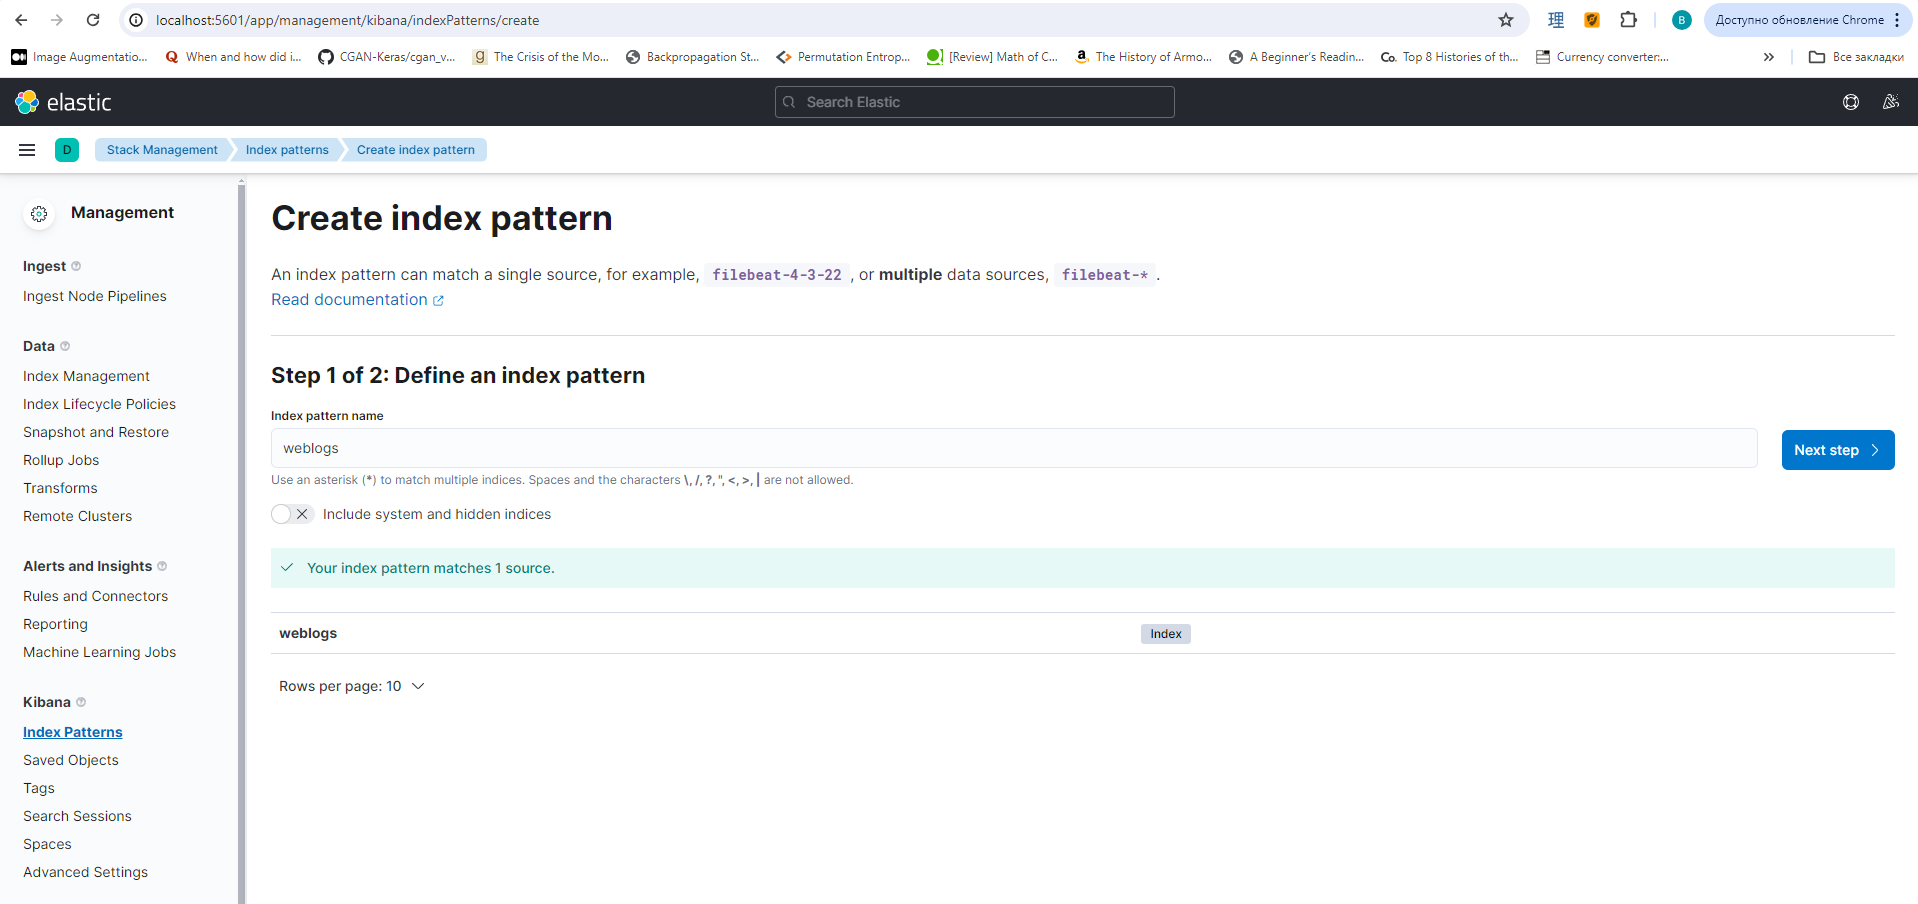 localhost:5601/app/management/kibana/indexPatterns/create
理
B
Доступно обновление Chrome
Image Augmentatio...
When and how did i...
CGAN-Keras/cgan_v...
The Crisis of the Mo...
Backpropagation St...
Permutation Entrop...
[Review] Math of C...
The History of Armo...
A Beginner's Readin...
Co. Top 8 Histories of th...
Currency converter:...
Все закладки
elastic
Search Elastic
D
Stack Management
Index patterns
Create index pattern
Management
Ingest
Ingest Node Pipelines
Data
Index Management
Index Lifecycle Policies
Snapshot and Restore
Rollup Jobs
Transforms
Remote Clusters
Alerts and Insights
Rules and Connectors
Reporting
Machine Learning Jobs
Kibana
Index Patterns
Saved Objects
Tags
Search Sessions
Spaces
Advanced Settings
Create index pattern
An index pattern can match a single source, for example, filebeat-4-3-22 , or multiple data sources, filebeat-* .
Read documentation
Step 1 of 2: Define an index pattern
Index pattern name
weblogs
Next step
Use an asterisk (*) to match multiple indices. Spaces and the characters \, /, ?, ", <, >, | are not allowed.
Include system and hidden indices
Your index pattern matches 1 source.
weblogs
Index
Rows per page: 10